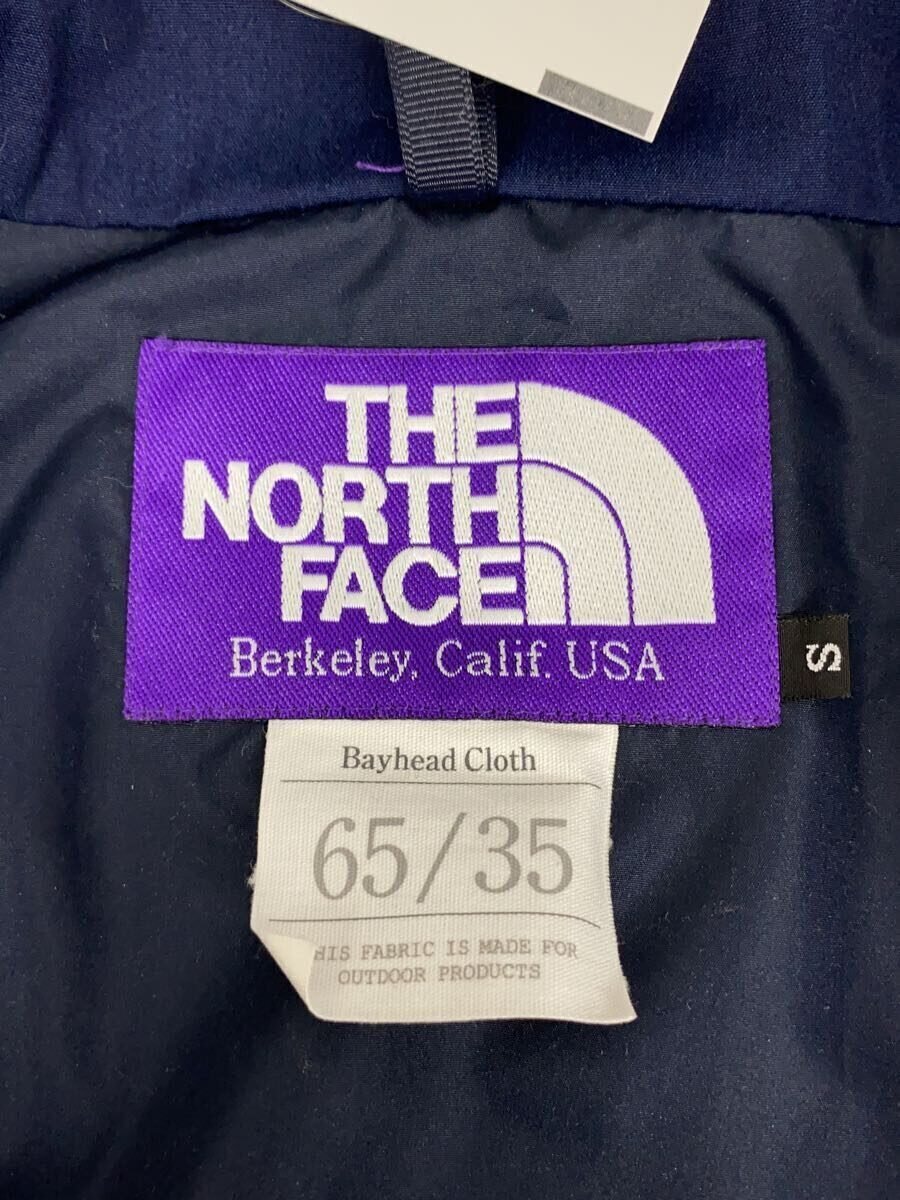 THE
NORTH
FACE
Berkeley, Calif. USA
S
Bayhead Cloth
65/35
HIS FABRIC IS MADE FOR
OUTDOOR PRODUCTS